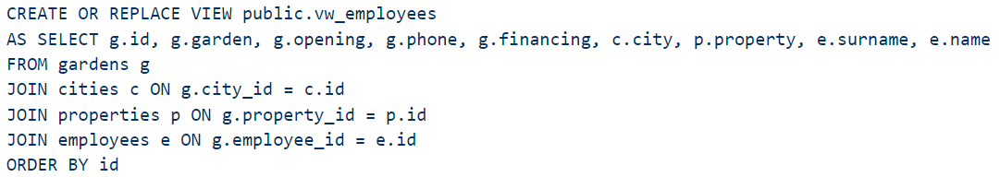 CREATE OR REPLACE VIEW public.vw_employees
AS SELECT g.id, g.garden, g.opening, g.phone, g.financing, c.city, p.property, e.surname, e.name
FROM gardens g
JOIN cities c ON g.city_id = c.id
JOIN properties p ON g.property_id = p.id
JOIN employees e ON g.employee_id = e.id
ORDER BY id